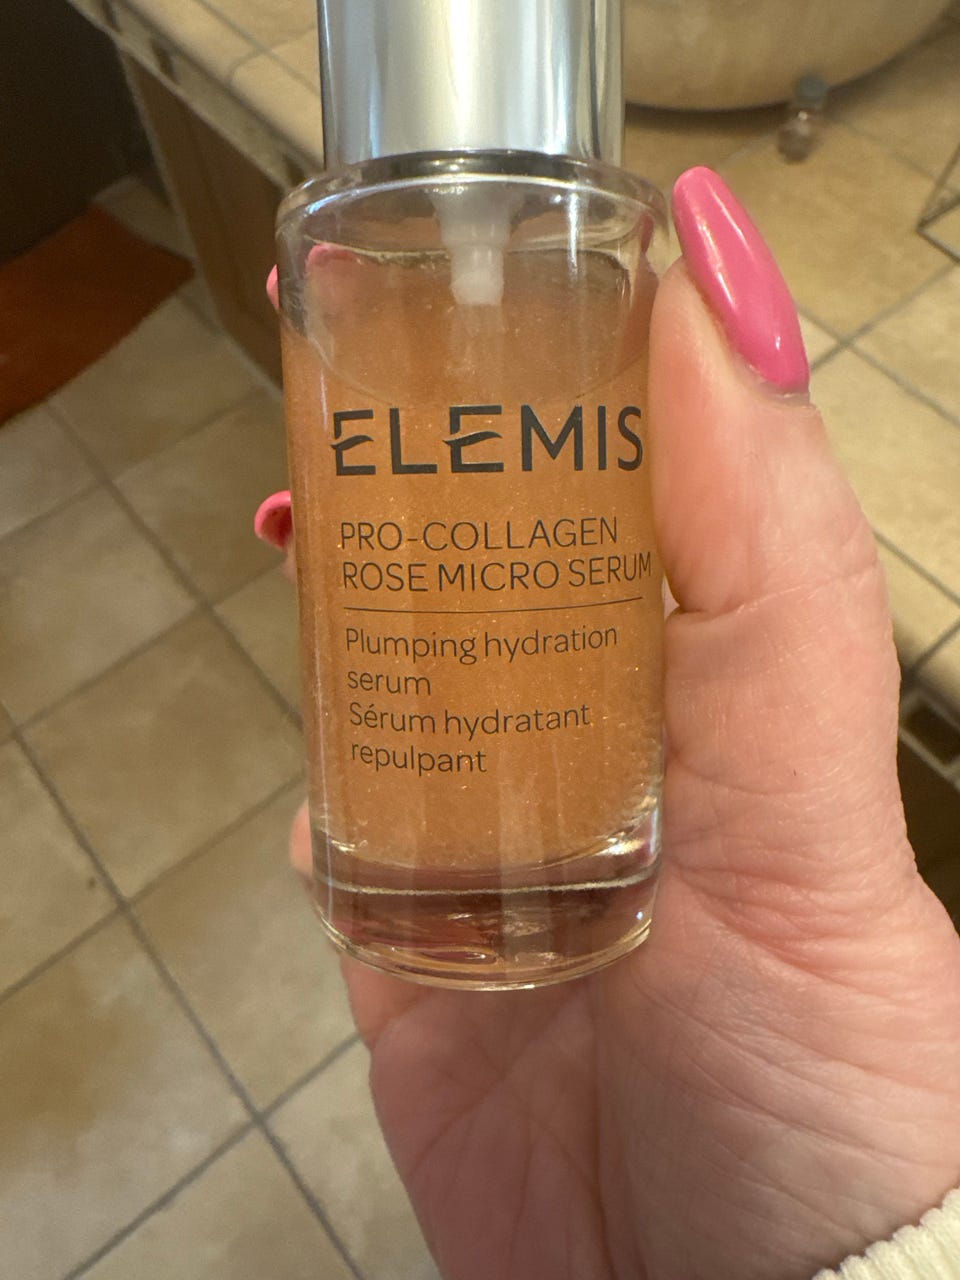 ELEMIS
PRO-COLLAGEN
ROSE MICRO SERUM
Plumping hydration
serum
Sérum hydratant
repulpant